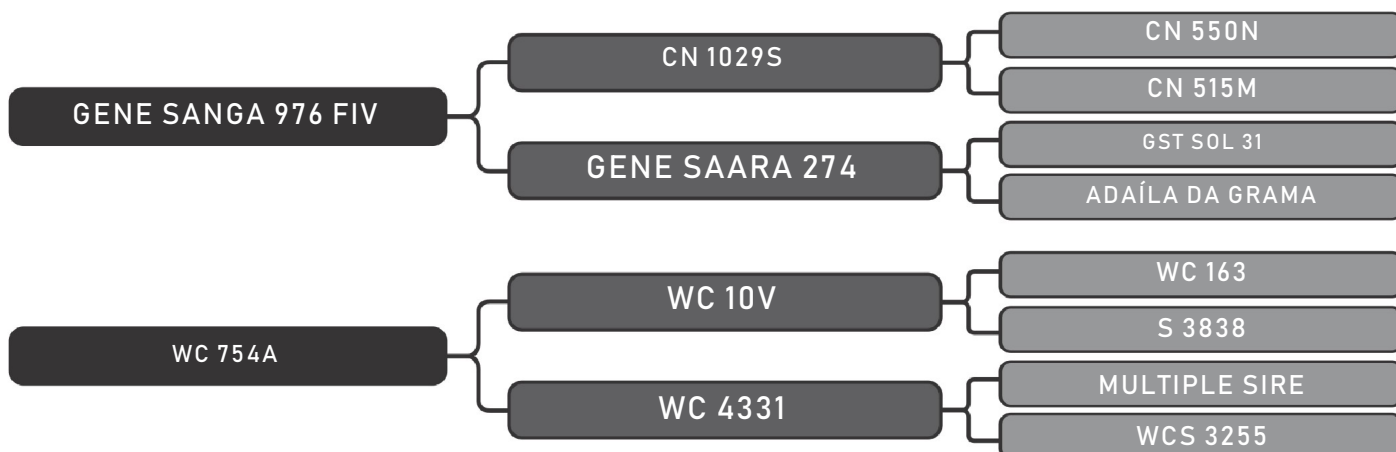 GENE SANGA 976 FIV
CN 1029S
CN 550N
CN 515M
GENE SAARA 274
GST SOL 31
ADAÍLA DA GRAMA
WC 754A
WC 10V
WC 163
S 3838
WC 4331
MULTIPLE SIRE
WCS 3255